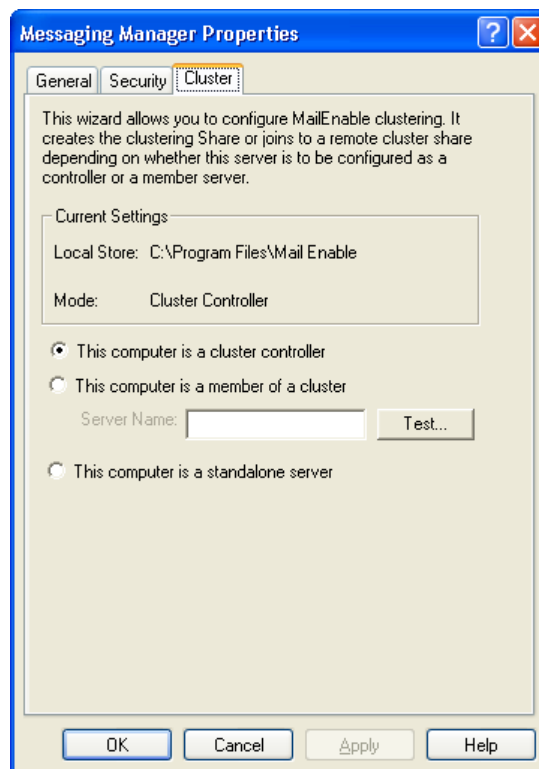 Messaging Manager Properties
General Security Cluster
This wizard allows you to configure MailEnable clustering. It
creates the clustering Share or joins to a remote cluster share
depending on whether this server is to be configured as a
controller or a member server.
Current Settings
Local Store: C:\Program Files\Mail Enable
Mode: Cluster Controller
This computer is a cluster controller
This computer is a member of a cluster
Server Name: Test...
This computer is a standalone server
OK Cancel Apply Help